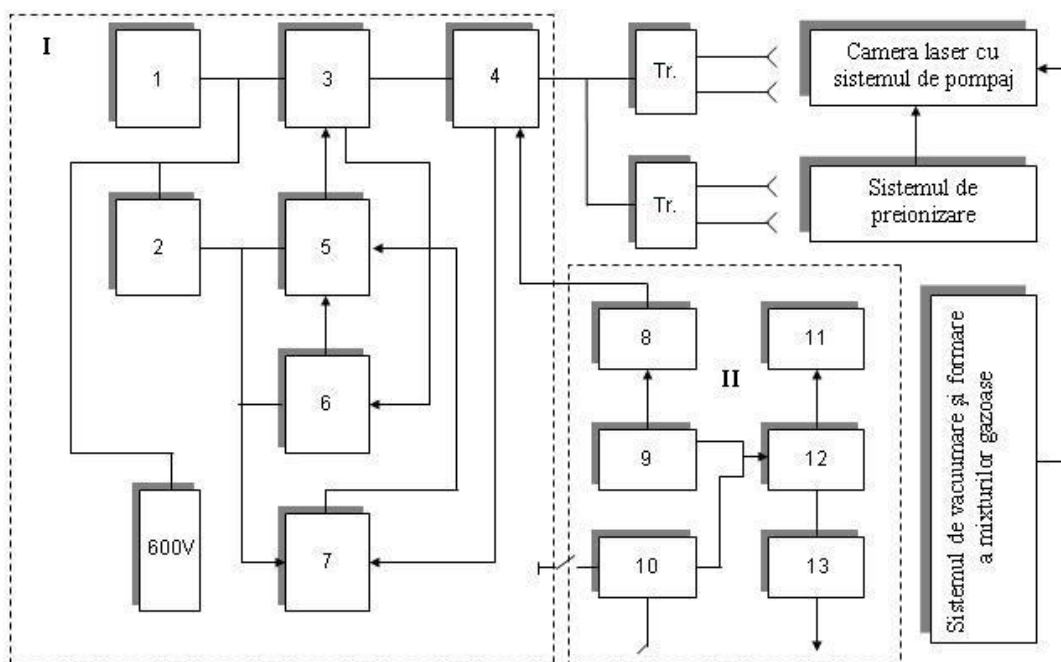 I
1
3
4
Tr.
Camera laser cu
sistemul de pompaj
2
5
Tr.
Sistemul de
preionizare
6
8
11
II
9
12
600V
7
10
13
Sistemul de vacuumare și formare
a mixturilor gazoase